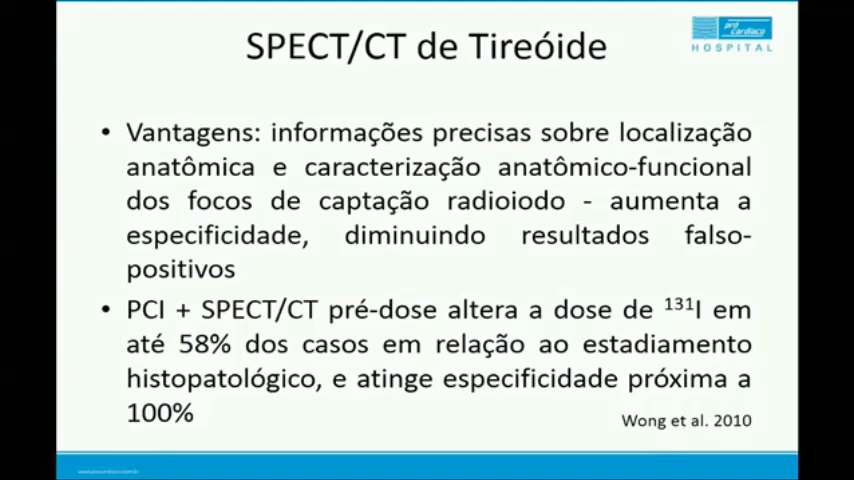 SPECT/CT de Tireóide
pró
cardíaco
HOSPITAL
• Vantagens: informações precisas sobre localização
anatômica e caracterização anatômico-funcional
dos focos de captação radioiodo - aumenta a
especificidade, diminuindo resultados falso-
positivos
• PCI + SPECT/CT pré-dose altera a dose de ¹³¹I em
até 58% dos casos em relação ao estadiamento
histopatológico, e atinge especificidade próxima a
100%
Wong et al. 2010